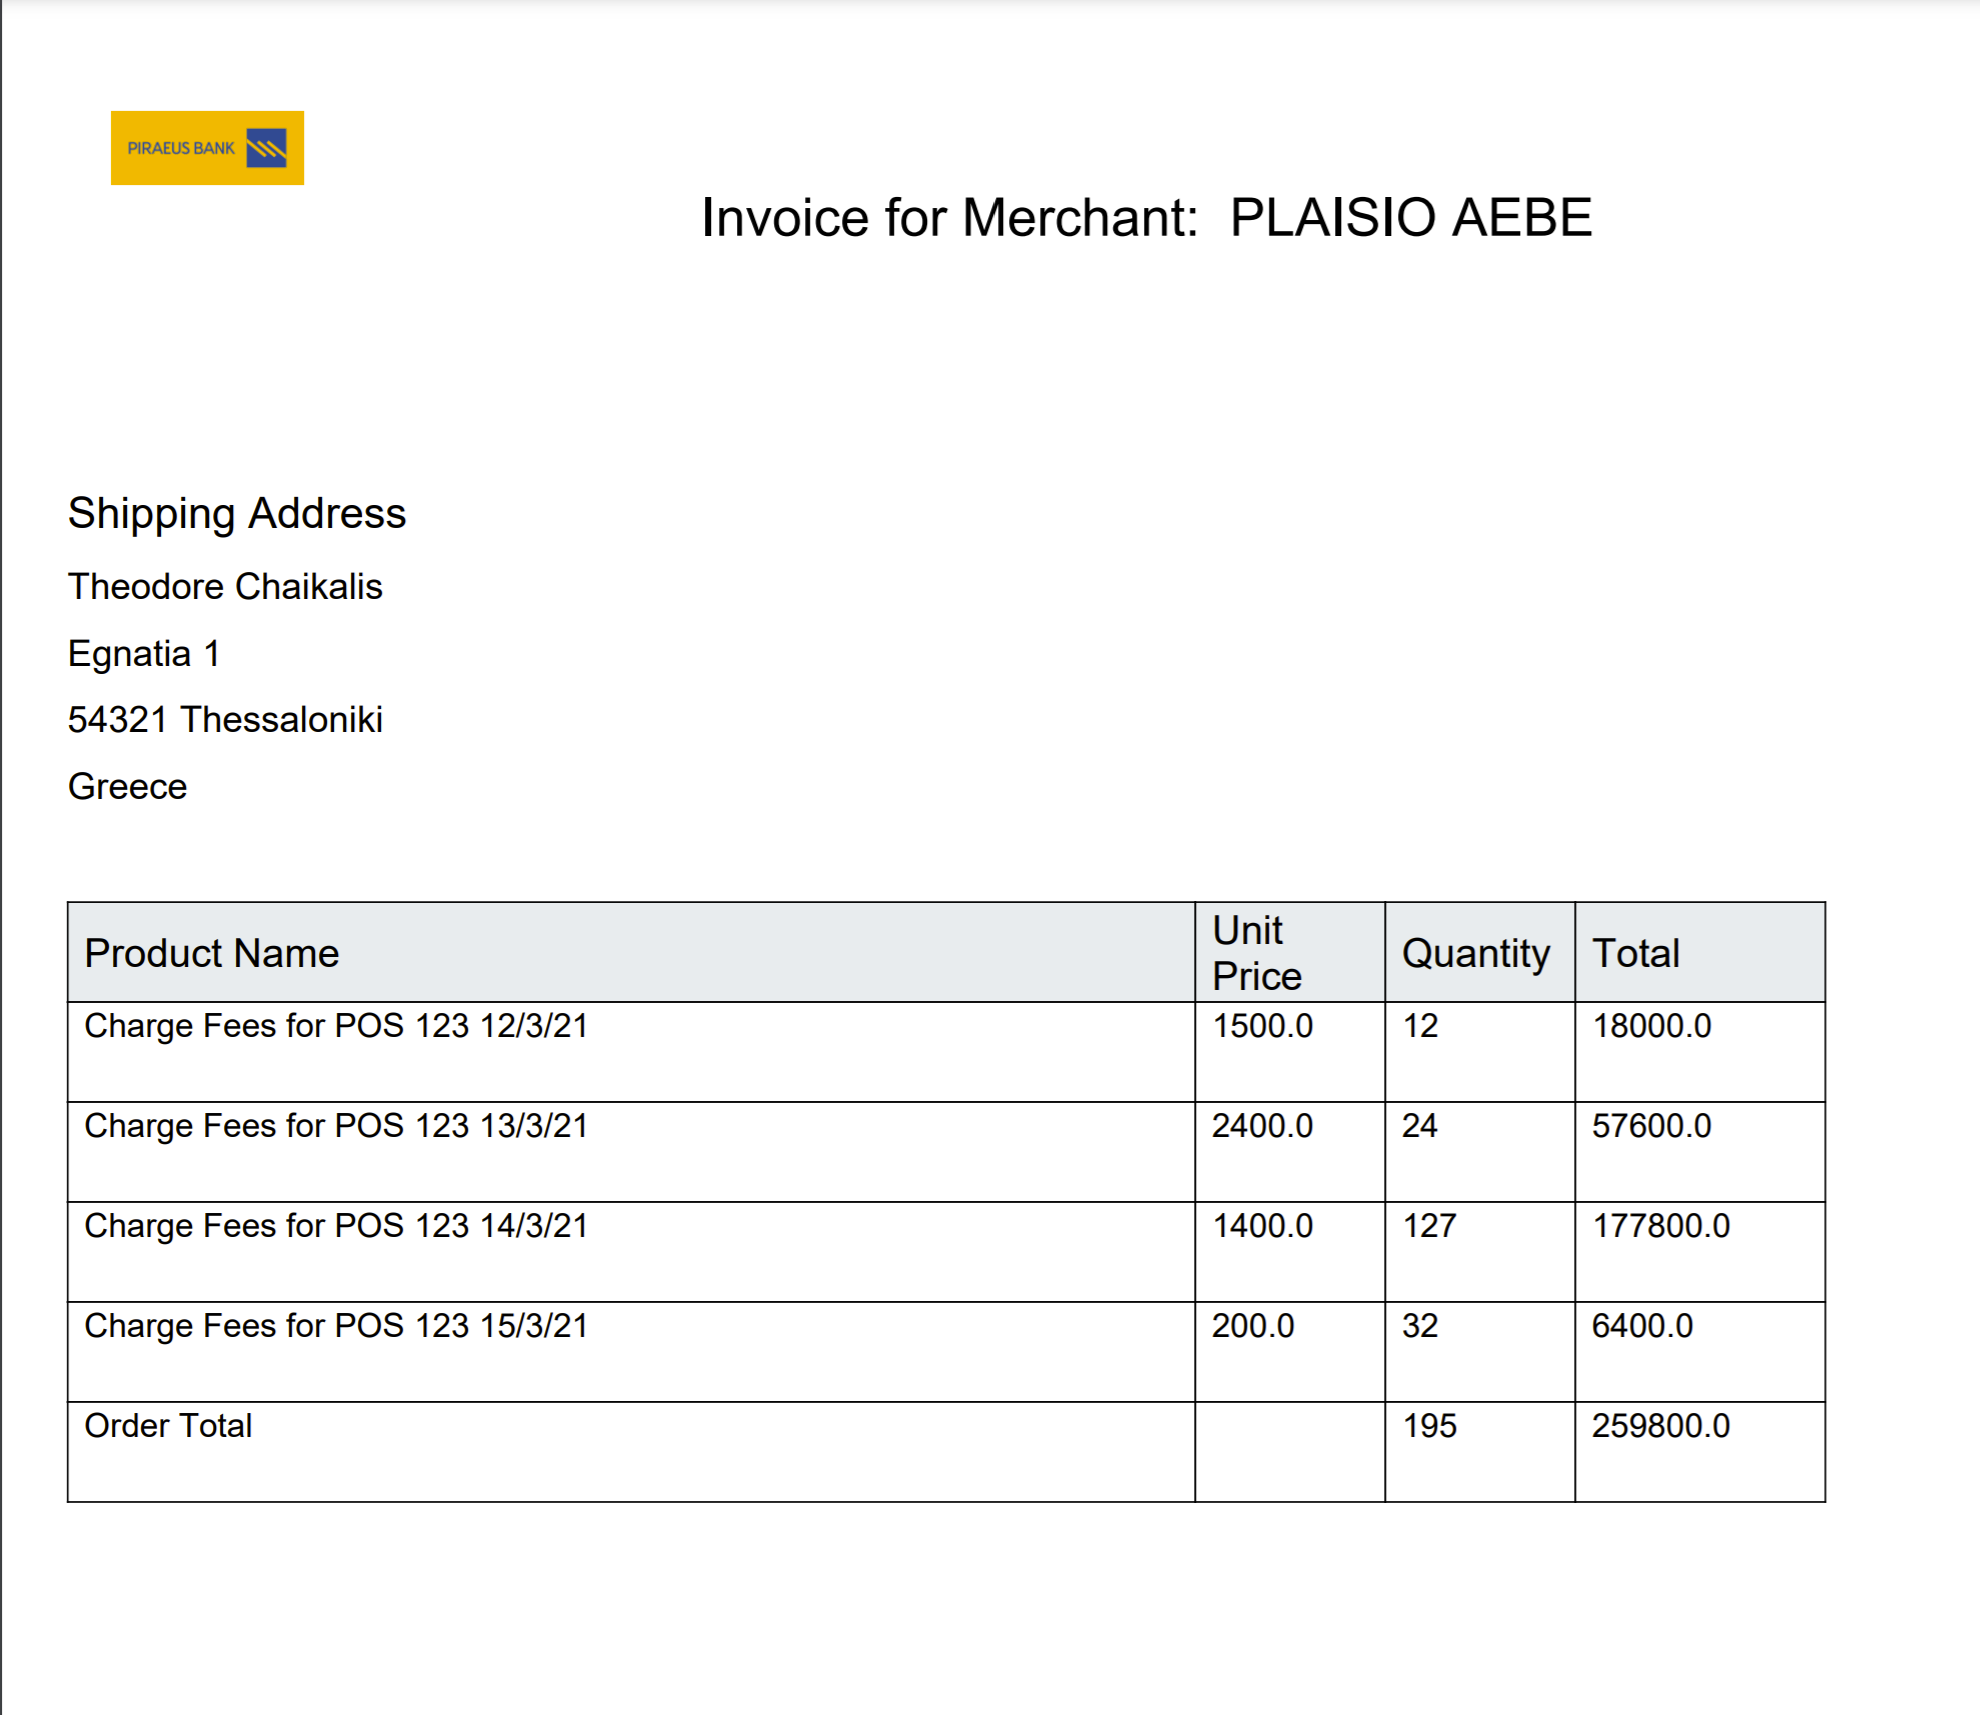 PIRAEUS BANK
Invoice for Merchant: PLAISIO AEBE
Shipping Address
Theodore Chaikalis
Egnatia 1
54321 Thessaloniki
Greece
Product Name Unit Price Quantity Total
Charge Fees for POS 123 12/3/21 1500.0 12 18000.0
Charge Fees for POS 123 13/3/21 2400.0 24 57600.0
Charge Fees for POS 123 14/3/21 1400.0 127 177800.0
Charge Fees for POS 123 15/3/21 200.0 32 6400.0
Order Total 195 259800.0